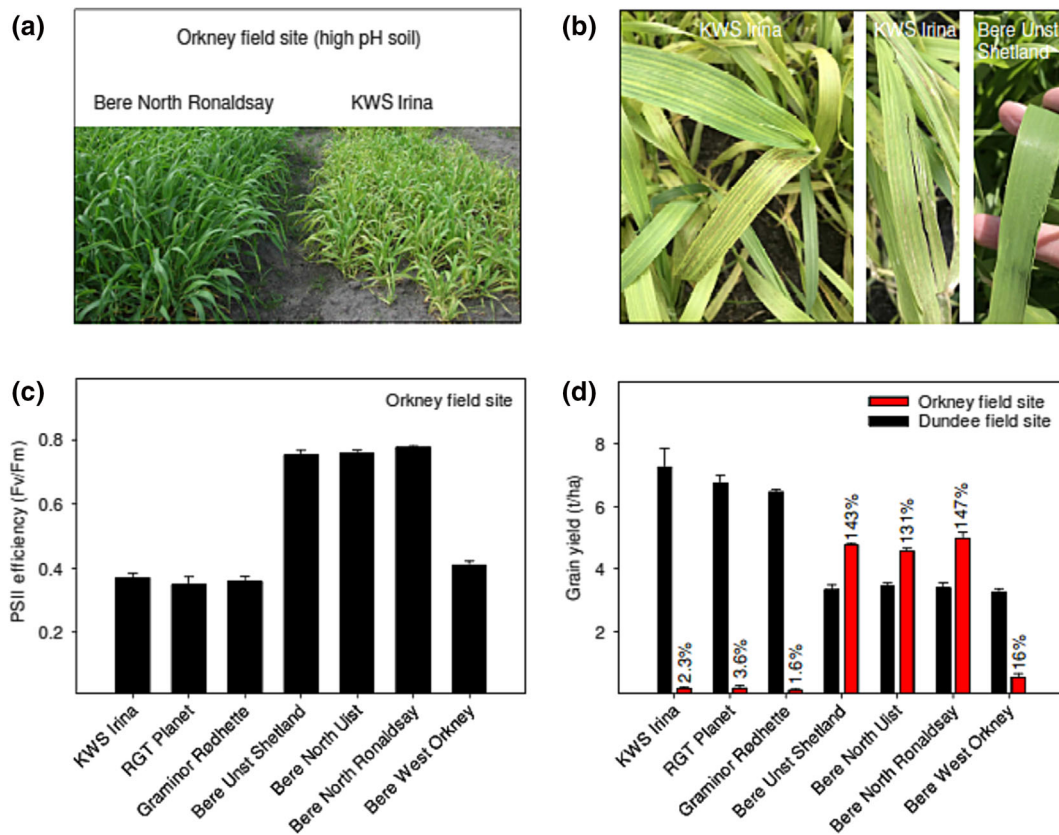 (a)
Orkney field site (high pH soil)
Bere North Ronaldsay
KWS Irina
(b)
KWS Irina
KWS Irina
Bere Unst
Shetland
(c)
Orkney field site
PSII efficiency (Fv/Fm)
0.8
0.6
0.4
0.2
KWS Irina
RGT Planet
Graminor Rødhette
Bere Unst Shetland
Bere North Uist
Bere North Ronaldsay
Bere West Orkney
(d)
Orkney field site
Dundee field site
Grain yield (t/ha)
8
6
4
2
2.3%
3.6%
1.6%
143%
131%
147%
16%
KWS Irina
RGT Planet
Graminor Rødhette
Bere Unst Shetland
Bere North Uist
Bere North Ronaldsay
Bere West Orkney